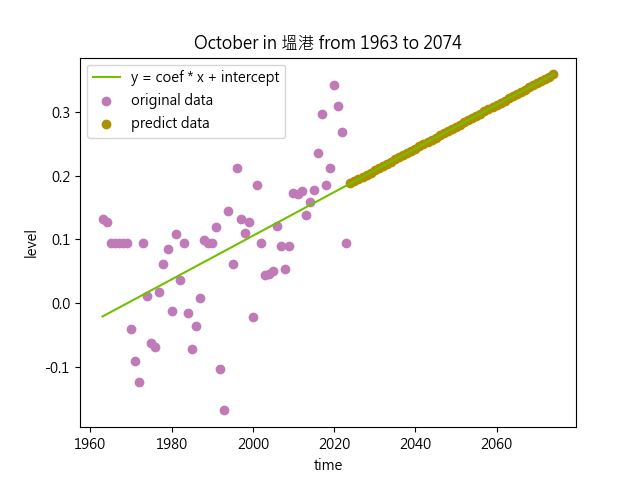 October in 塭港 from 1963 to 2074
y = coef * x + intercept
original data
predict data
0.3
0.2
0.1
0.0
-0.1
level
1960
1980
2000
2020
2040
2060
time